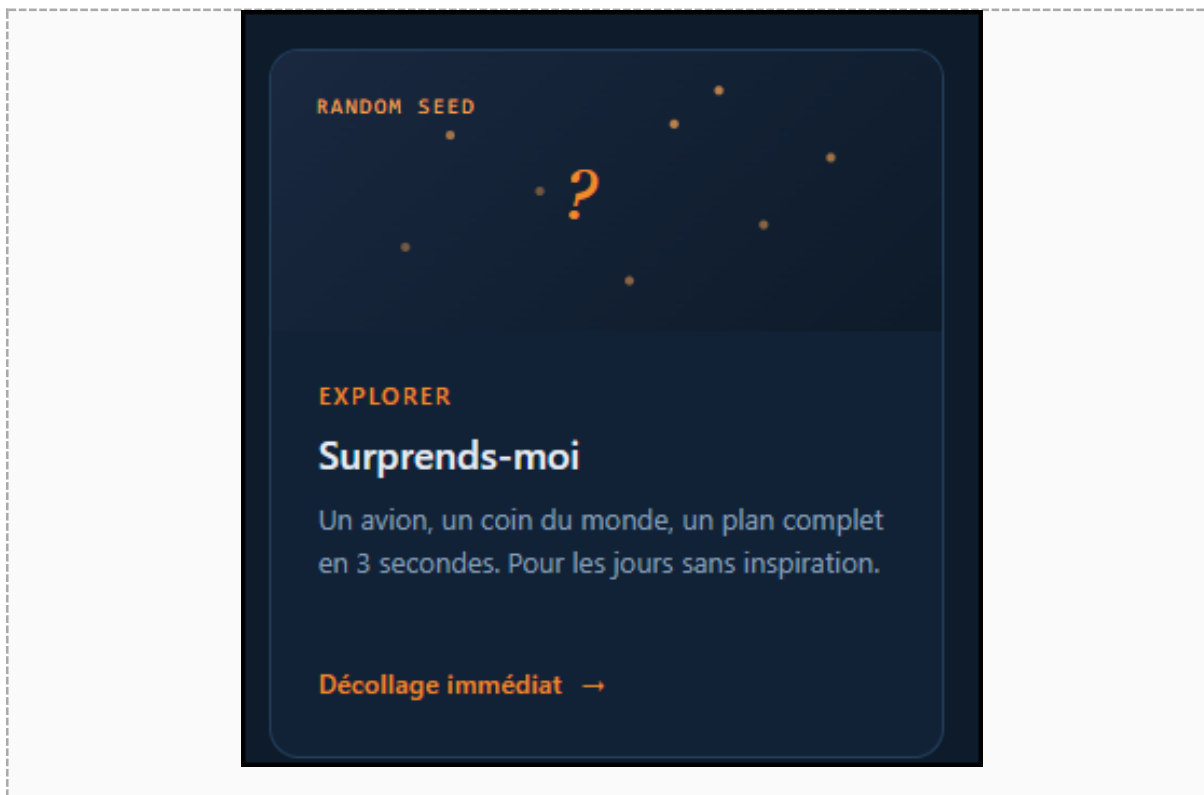 RANDOM SEED
?
EXPLORER
Surprends-moi
Un avion, un coin du monde, un plan complet
en 3 secondes. Pour les jours sans inspiration.
Décollage immédiat →